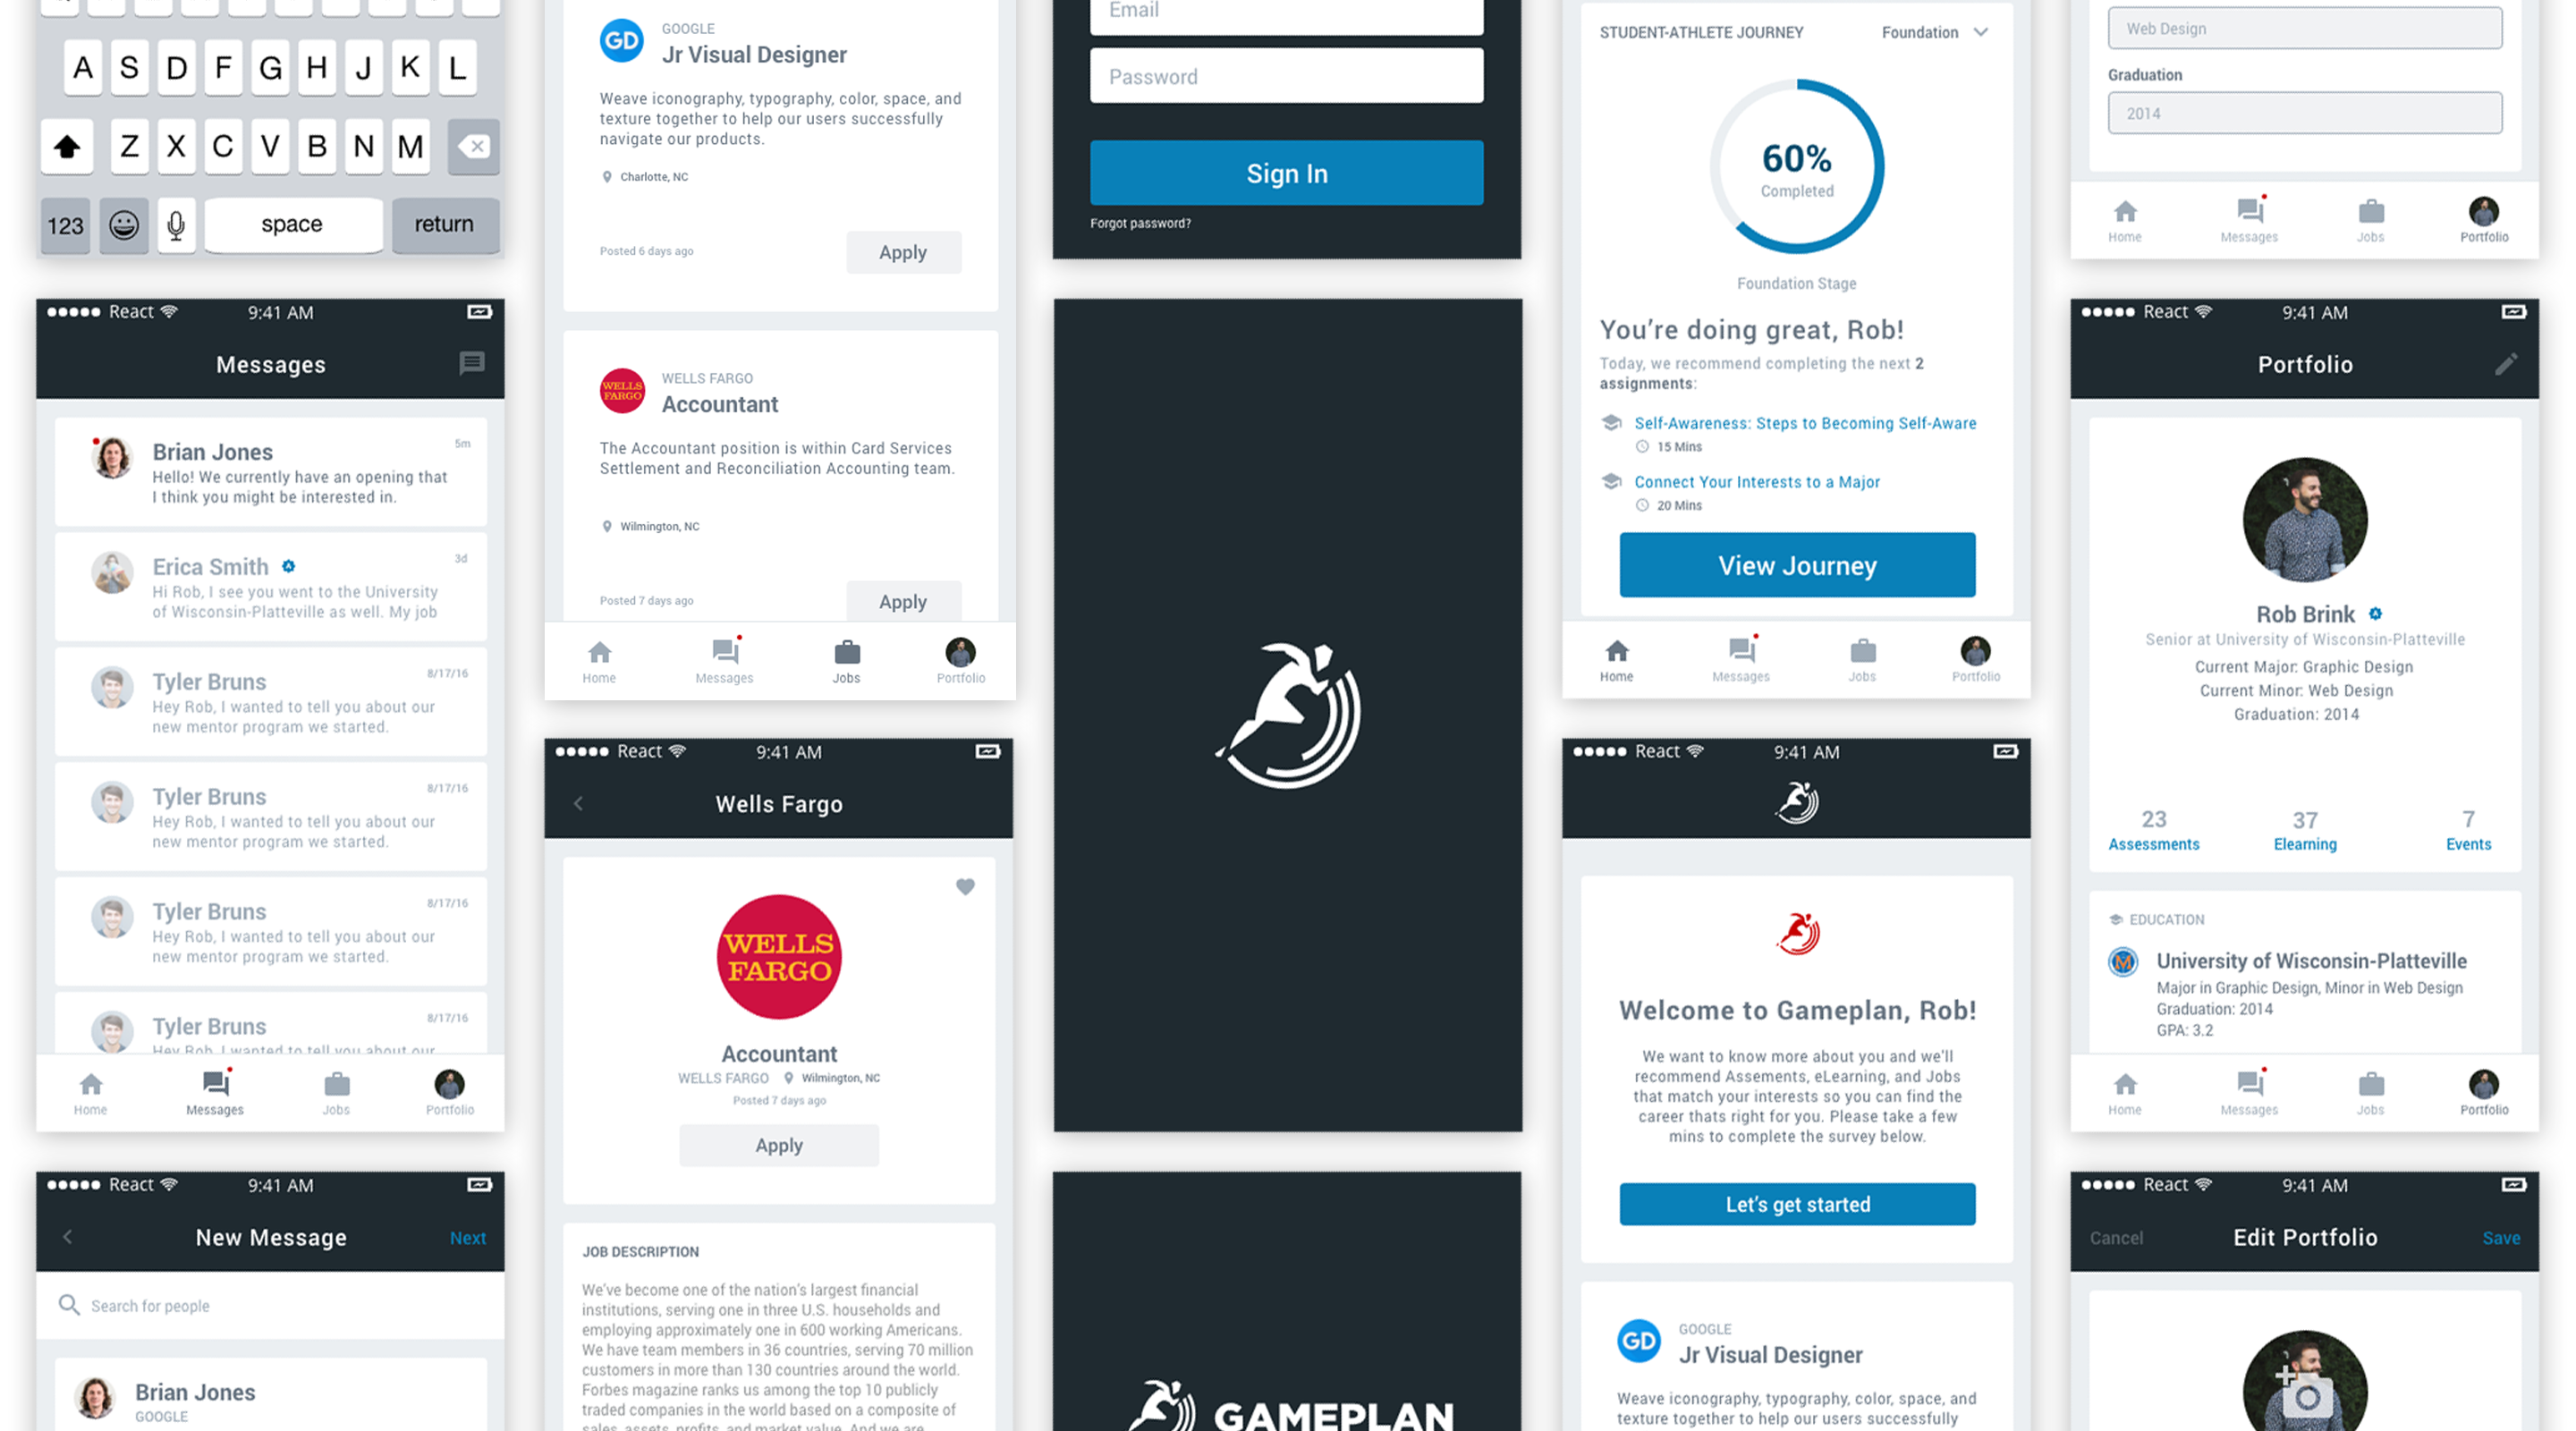 A S D F G H J K L
Z X C V B N M
123 space return
React 9:41 AM
Messages
Brian Jones 5m
Hello! We currently have an opening that
I think you might be interested in.
Erica Smith 3d
Hi Rob, I see you went to the University
of Wisconsin-Platteville as well. My job
Tyler Bruns 8/17/16
Hey Rob, I wanted to tell you about our
new mentor program we started.
Tyler Bruns 8/17/16
Hey Rob, I wanted to tell you about our
new mentor program we started.
Tyler Bruns 8/17/16
Hey Rob, I wanted to tell you about our
new mentor program we started.
Tyler Bruns 8/17/16
Hey Rob, I wanted to tell you about our
Home Messages Jobs Portfolio
React 9:41 AM
New Message Next
Search for people
Brian Jones
GOOGLE
GD
GOOGLE
Jr Visual Designer
Weave iconography, typography, color, space, and
texture together to help our users successfully
navigate our products.
Charlotte, NC
Posted 6 days ago Apply
WELLS
FARGO
WELLS FARGO
Accountant
The Accountant position is within Card Services
Settlement and Reconciliation Accounting team.
Wilmington, NC
Posted 7 days ago Apply
Home Messages Jobs Portfolio
React 9:41 AM
Wells Fargo
WELLS
FARGO
Accountant
WELLS FARGO Wilmington, NC
Posted 7 days ago
Apply
JOB DESCRIPTION
We've become one of the nation's largest financial
institutions, serving one in three U.S. households and
employing approximately one in 600 working Americans.
We have team members in 36 countries, serving 70 million
customers in more than 130 countries around the world.
Forbes magazine ranks us among the top 10 publicly
traded companies in the world based on a composite of
sales, assets, profits, and market value. And we are
Email
Password
Sign In
Forgot password?
GAMEPLAN
STUDENT-ATHLETE JOURNEY Foundation
60%
Completed
Foundation Stage
You're doing great, Rob!
Today, we recommend completing the next 2
assignments:
Self-Awareness: Steps to Becoming Self-Aware
15 Mins
Connect Your Interests to a Major
20 Mins
View Journey
Home Messages Jobs Portfolio
React 9:41 AM
Welcome to Gameplan, Rob!
We want to know more about you and we'll
recommend Assements, eLearning, and Jobs
that match your interests so you can find the
career thats right for you. Please take a few
mins to complete the survey below.
Let's get started
GD
GOOGLE
Jr Visual Designer
Weave iconography, typography, color, space, and
texture together to help our users successfully
Web Design
Graduation
2014
Home Messages Jobs Portfolio
React 9:41 AM
Portfolio
Rob Brink
Senior at University of Wisconsin-Platteville
Current Major: Graphic Design
Current Minor: Web Design
Graduation: 2014
23 37 7
Assessments Elearning Events
EDUCATION
University of Wisconsin-Platteville
Major in Graphic Design, Minor in Web Design
Graduation: 2014
GPA: 3.2
Home Messages Jobs Portfolio
React 9:41 AM
Cancel Edit Portfolio Save